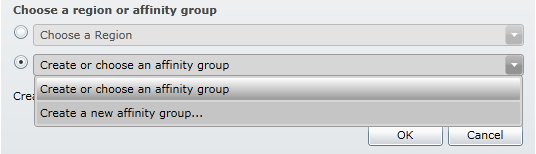 Choose a region or affinity group
Choose a Region
Create or choose an affinity group
Create or choose an affinity group
Create a new affinity group...
OK Cancel